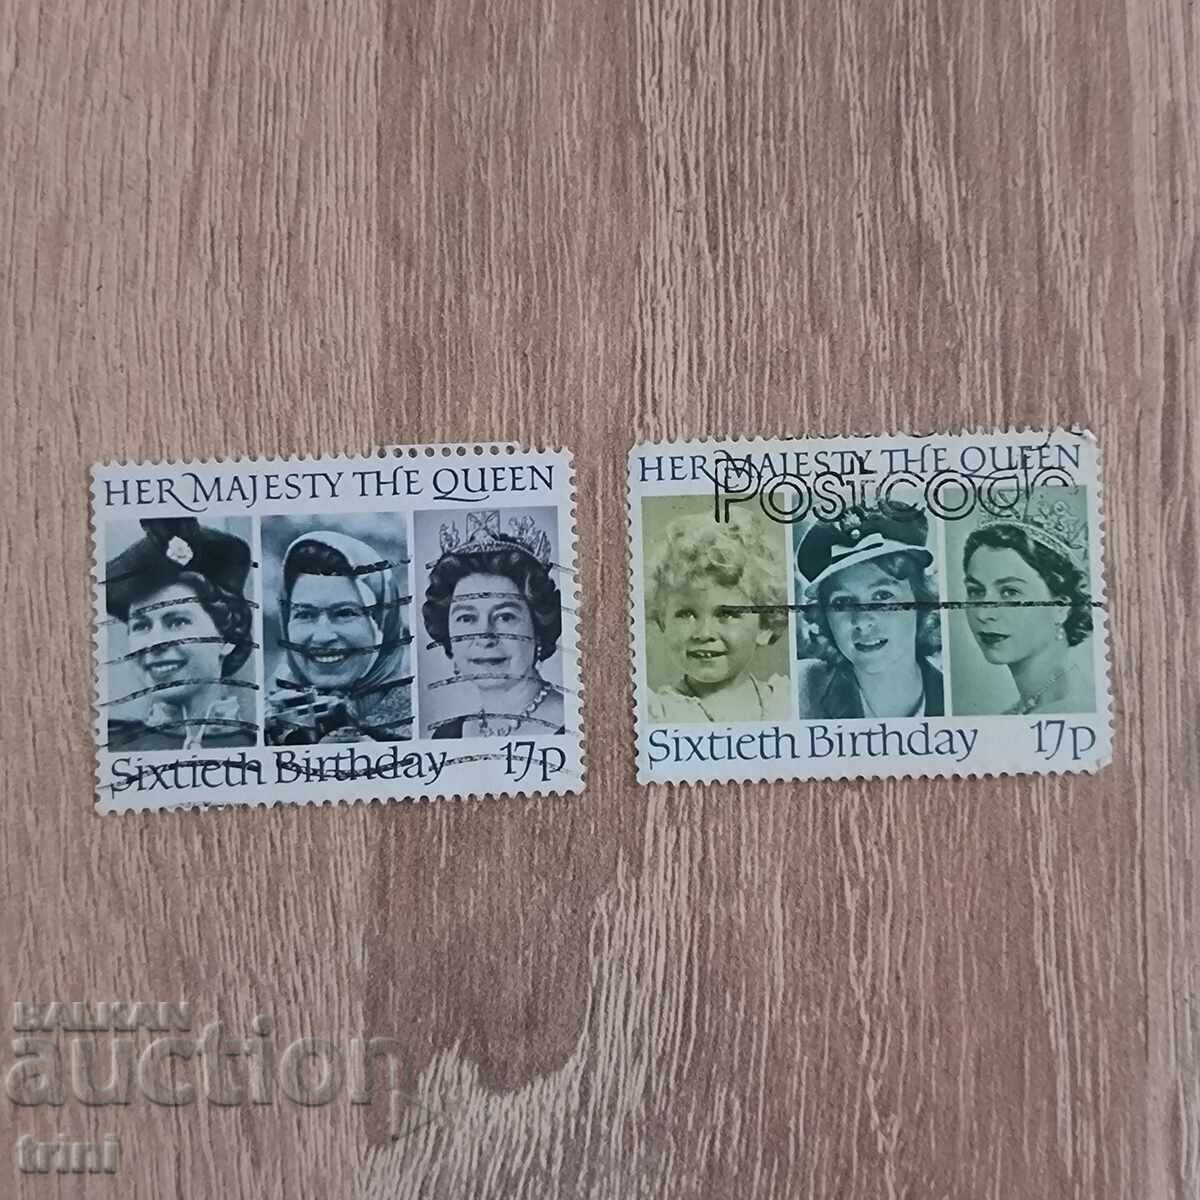 HER MAJESTY THE QUEEN
Sixtieth Birthday 17p
HER MAJESTY THE QUEEN
Postcode
Sixtieth Birthday 17p
BALKAN
auction
trini